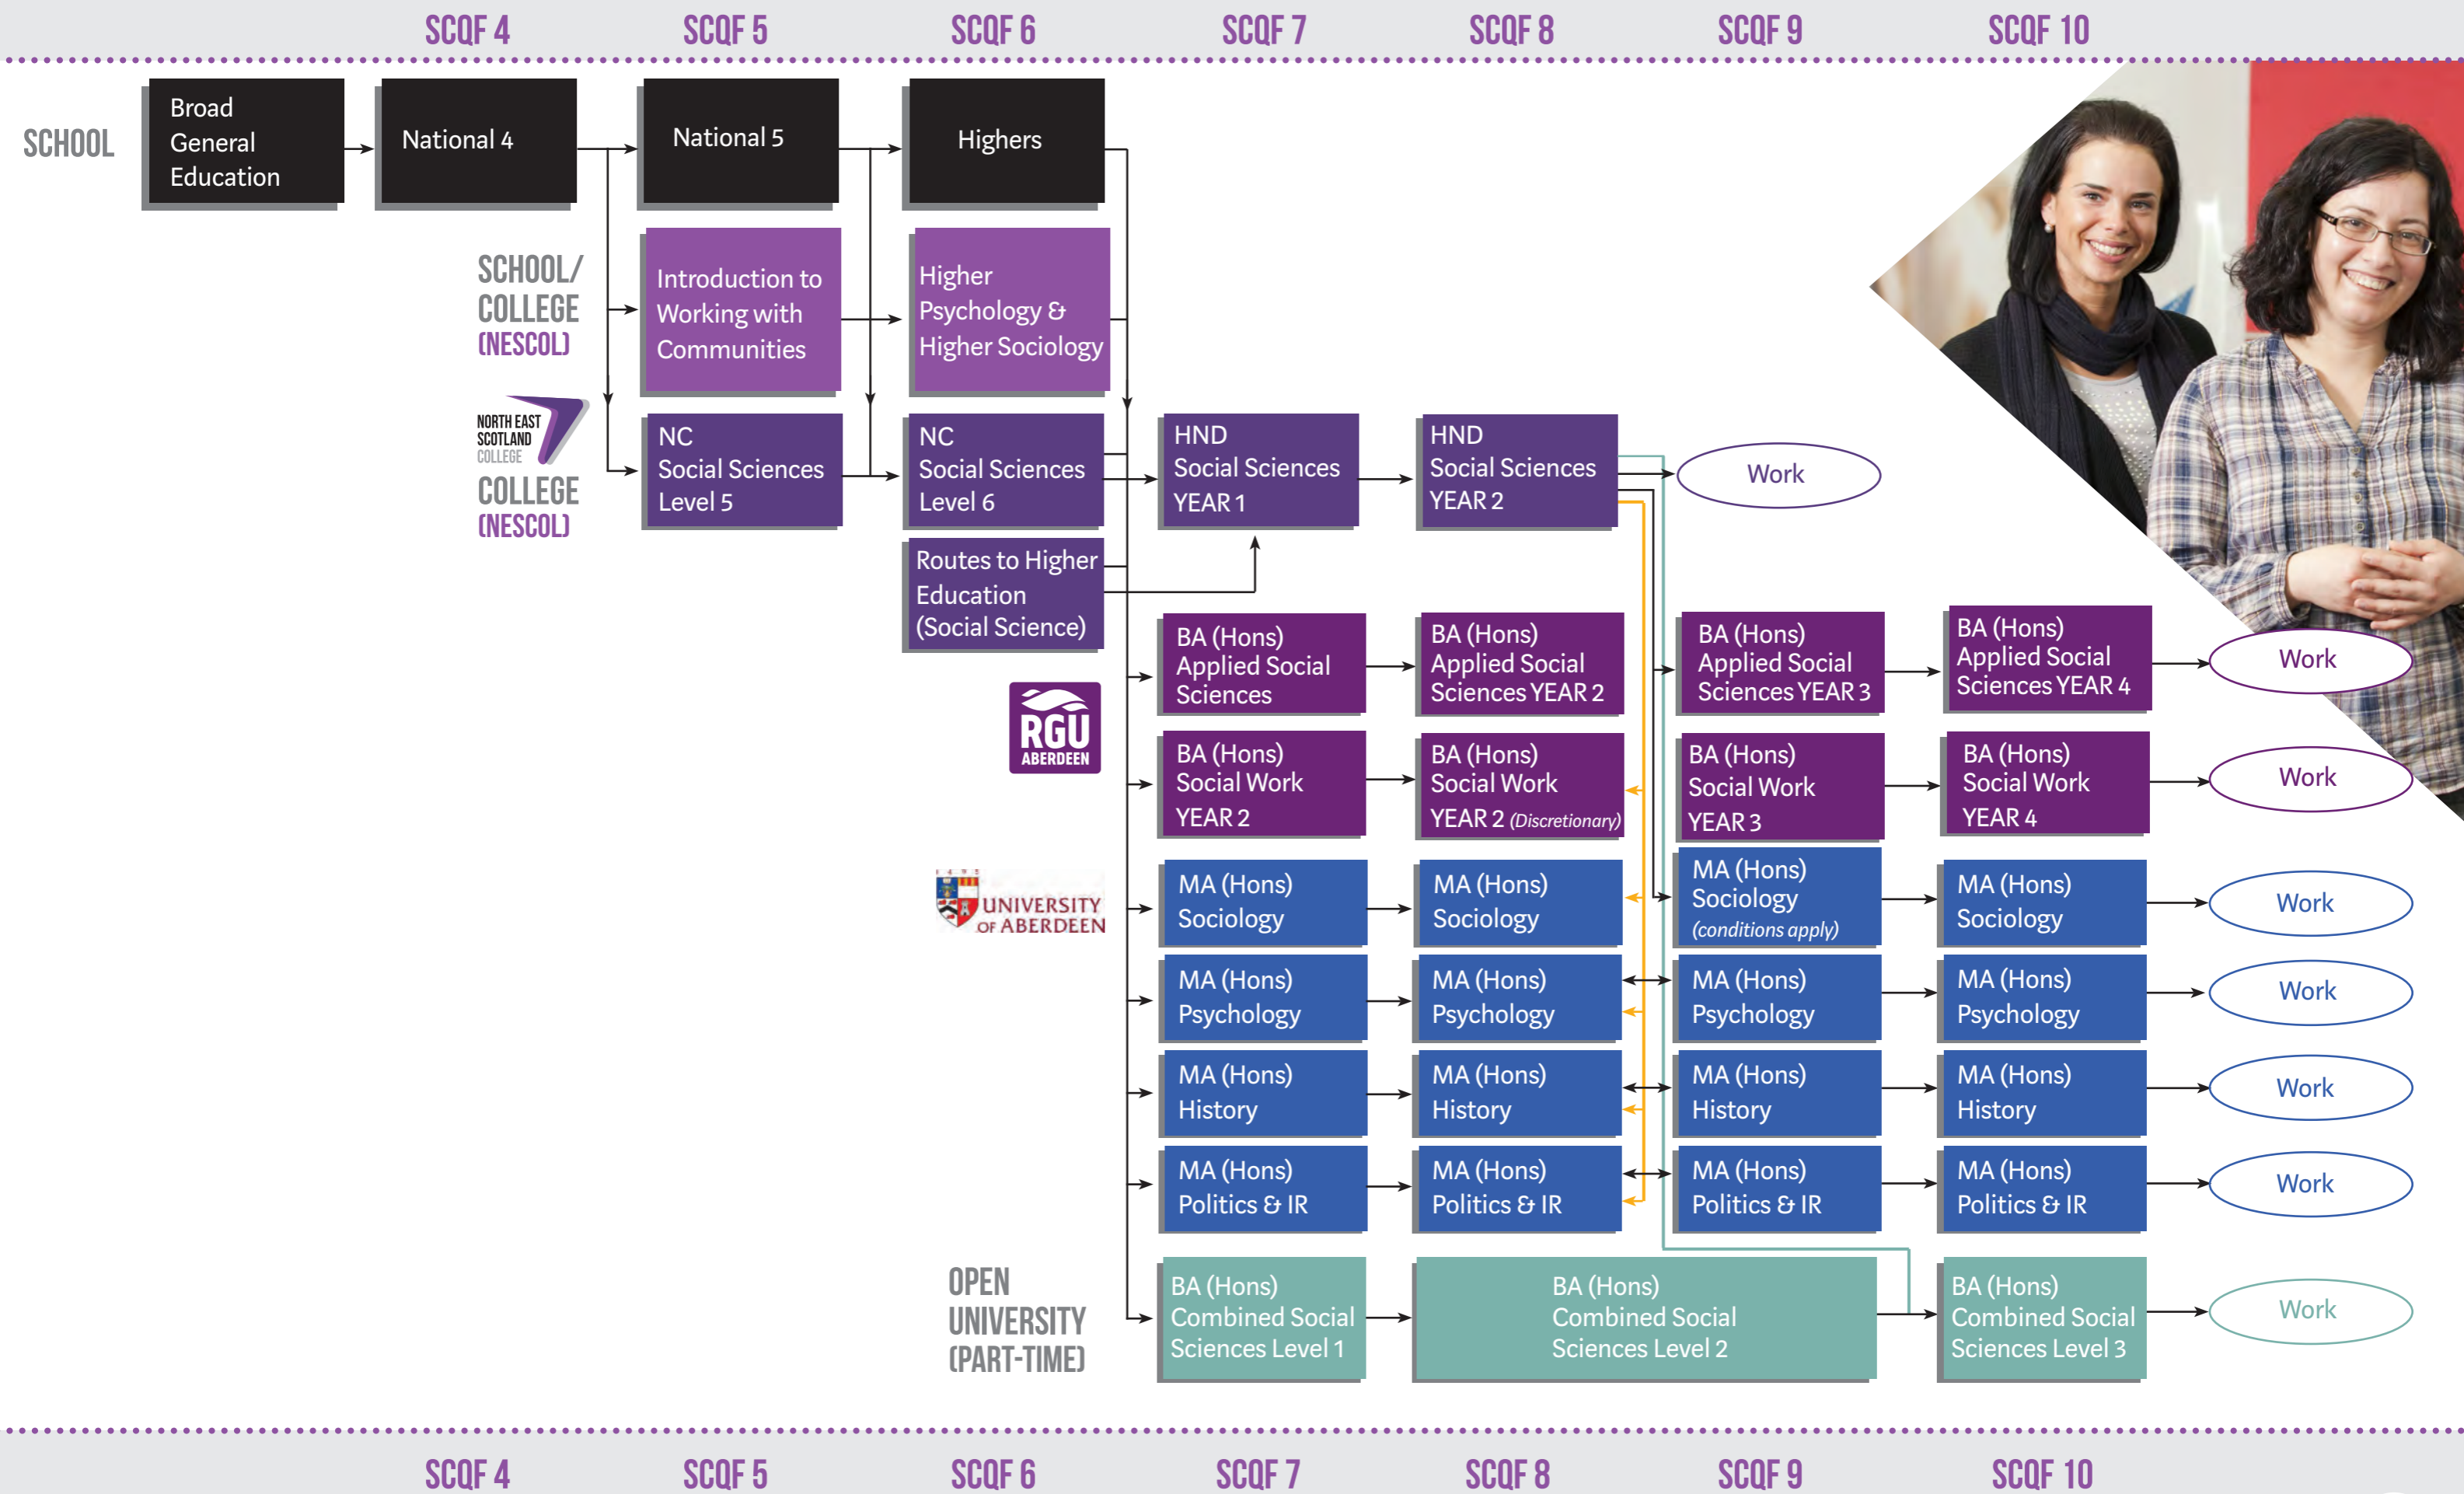 SCQF 4
SCQF 5
SCQF 6
SCQF 7
SCQF 8
SCQF 9
SCQF 10
SCHOOL
Broad
General
Education
National 4
National 5
Highers
SCHOOL/
COLLEGE
(NESCOL)
Introduction to
Working with
Communities
Higher
Psychology &
Higher Sociology
NORTH EAST
SCOTLAND
COLLEGE
COLLEGE
(NESCOL)
NC
Social Sciences
Level 5
NC
Social Sciences
Level 6
HND
Social Sciences
YEAR 1
HND
Social Sciences
YEAR 2
Work
Routes to Higher
Education
(Social Science)
RGU
ABERDEEN
BA (Hons)
Applied Social
Sciences
BA (Hons)
Applied Social
Sciences YEAR 2
BA (Hons)
Applied Social
Sciences YEAR 3
BA (Hons)
Applied Social
Sciences YEAR 4
Work
BA (Hons)
Social Work
YEAR 2
BA (Hons)
Social Work
YEAR 2 (Discretionary)
BA (Hons)
Social Work
YEAR 3
BA (Hons)
Social Work
YEAR 4
Work
1495
UNIVERSITY
OF ABERDEEN
MA (Hons)
Sociology
MA (Hons)
Sociology
MA (Hons)
Sociology
(conditions apply)
MA (Hons)
Sociology
Work
MA (Hons)
Psychology
MA (Hons)
Psychology
MA (Hons)
Psychology
MA (Hons)
Psychology
Work
MA (Hons)
History
MA (Hons)
History
MA (Hons)
History
MA (Hons)
History
Work
MA (Hons)
Politics & IR
MA (Hons)
Politics & IR
MA (Hons)
Politics & IR
MA (Hons)
Politics & IR
Work
OPEN
UNIVERSITY
(PART-TIME)
BA (Hons)
Combined Social
Sciences Level 1
BA (Hons)
Combined Social
Sciences Level 2
BA (Hons)
Combined Social
Sciences Level 3
Work
SCQF 4
SCQF 5
SCQF 6
SCQF 7
SCQF 8
SCQF 9
SCQF 10